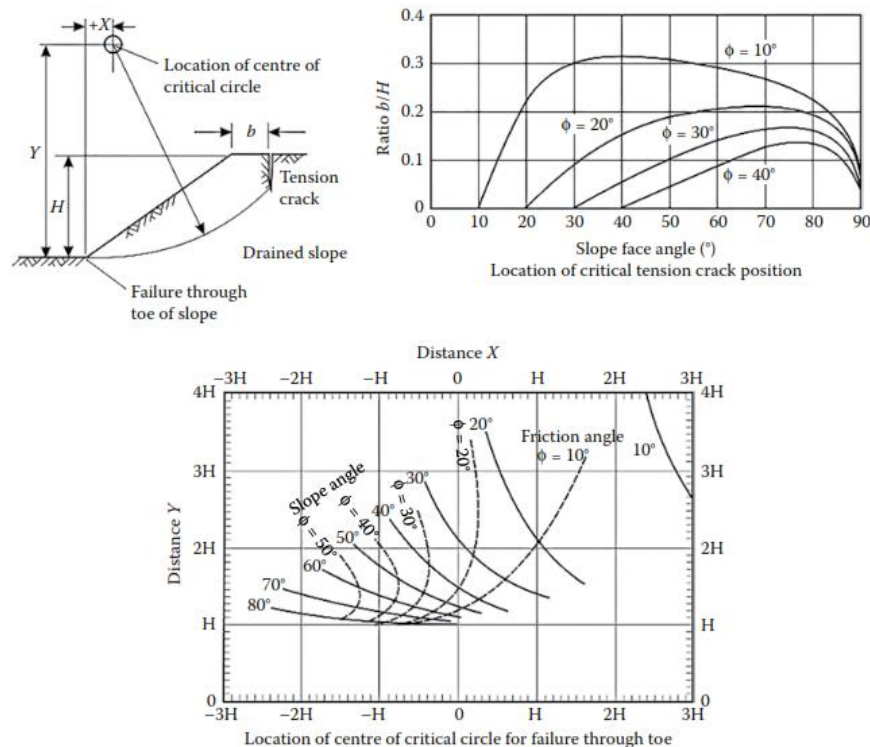 +X
Location of centre of
critical circle
b
Y
H
Tension
crack
Drained slope
Failure through
toe of slope
0.4
0.3
0.2
0.1
0
Ratio b/H
ϕ = 10°
ϕ = 20°
ϕ = 30°
ϕ = 40°
0 10 20 30 40 50 60 70 80 90
Slope face angle (°)
Location of critical tension crack position
Distance X
-3H -2H -H 0 H 2H 3H
4H 4H
3H 3H
2H 2H
H H
0 0
Distance Y
Slope angle
ϕ = 50°
ϕ = 40°
ϕ = 30°
ϕ = 20°
Friction angle
ϕ = 10°
10°
20°
30°
40°
50°
60°
70°
80°
-3H -2H -H 0 H 2H 3H
Location of centre of critical circle for failure through toe